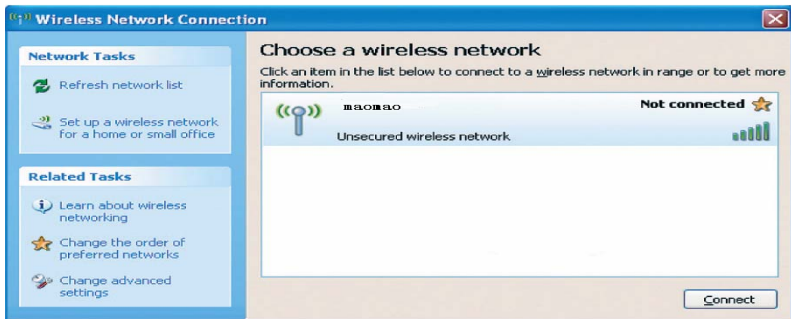 Wireless Network Connection
Network Tasks
Refresh network list
Set up a wireless network
for a home or small office
Related Tasks
Learn about wireless
networking
Change the order of
preferred networks
Change advanced
settings
Choose a wireless network
Click an item in the list below to connect to a wireless network in range or to get more
information.
maomao
Not connected
Unsecured wireless network
Connect